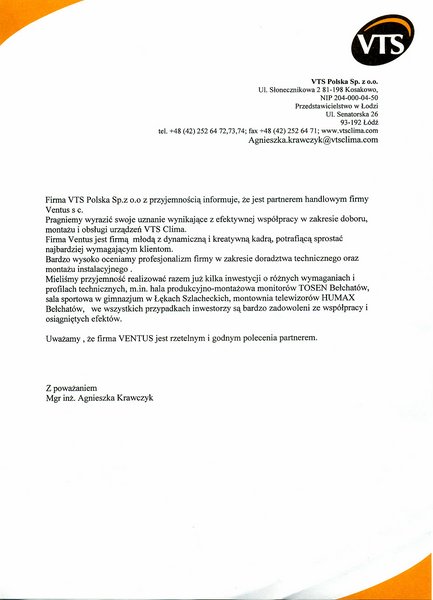 VTS
VTS Polska Sp. z o.o.
Ul. Słonecznikowa 2 81-198 Kosakowo,
NIP 204-000-04-50
Przedstawicielstwo w Łodzi
Ul. Senatorska 26
93-192 Łódź
tel. +48 (42) 252 64 72,73,74; fax +48 (42) 252 64 71; www.vtsclima.com
Agnieszka.krawczyk@vtsclima.com
Firma VTS Polska Sp.z o.o z przyjemnością informuje, że jest partnerem handlowym firmy
Ventus s c.
Pragniemy wyrazić swoje uznanie wynikające z efektywnej współpracy w zakresie doboru,
montażu i obsługi urządzeń VTS Clima.
Firma Ventus jest firmą młodą z dynamiczną i kreatywną kadrą, potrafiącą sprostać
najbardziej wymagającym klientom.
Bardzo wysoko oceniamy profesjonalizm firmy w zakresie doradztwa technicznego oraz
montażu instalacyjnego .
Mieliśmy przyjemność realizować razem już kilka inwestycji o różnych wymaganiach i
profilach technicznych, m.in. hala produkcyjno-montażowa monitorów TOSEN Bełchatów,
sala sportowa w gimnazjum w Łękach Szlacheckich, montownia telewizorów HUMAX
Bełchatów, we wszystkich przypadkach inwestorzy są bardzo zadowoleni ze współpracy i
osiągniętych efektów.
Uważamy , że firma VENTUS jest rzetelnym i godnym polecenia partnerem.
Z poważaniem
Mgr inż. Agnieszka Krawczyk